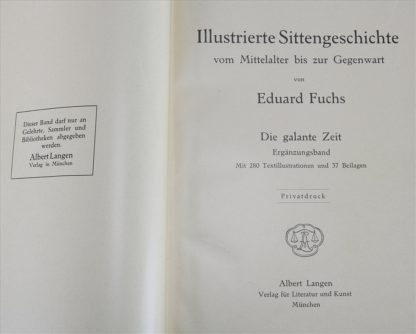 Dieser Band darf nur an
Gelehrte, Sammler und
Bibliotheken abgegeben
werden.
Albert Langen
Verlag in München
Illustrierte Sittengeschichte
vom Mittelalter bis zur Gegenwart
von
Eduard Fuchs
Die galante Zeit
Ergänzungsband
Mit 280 Textillustrationen und 37 Beilagen
Privatdruck
Albert Langen
Verlag für Literatur und Kunst
München